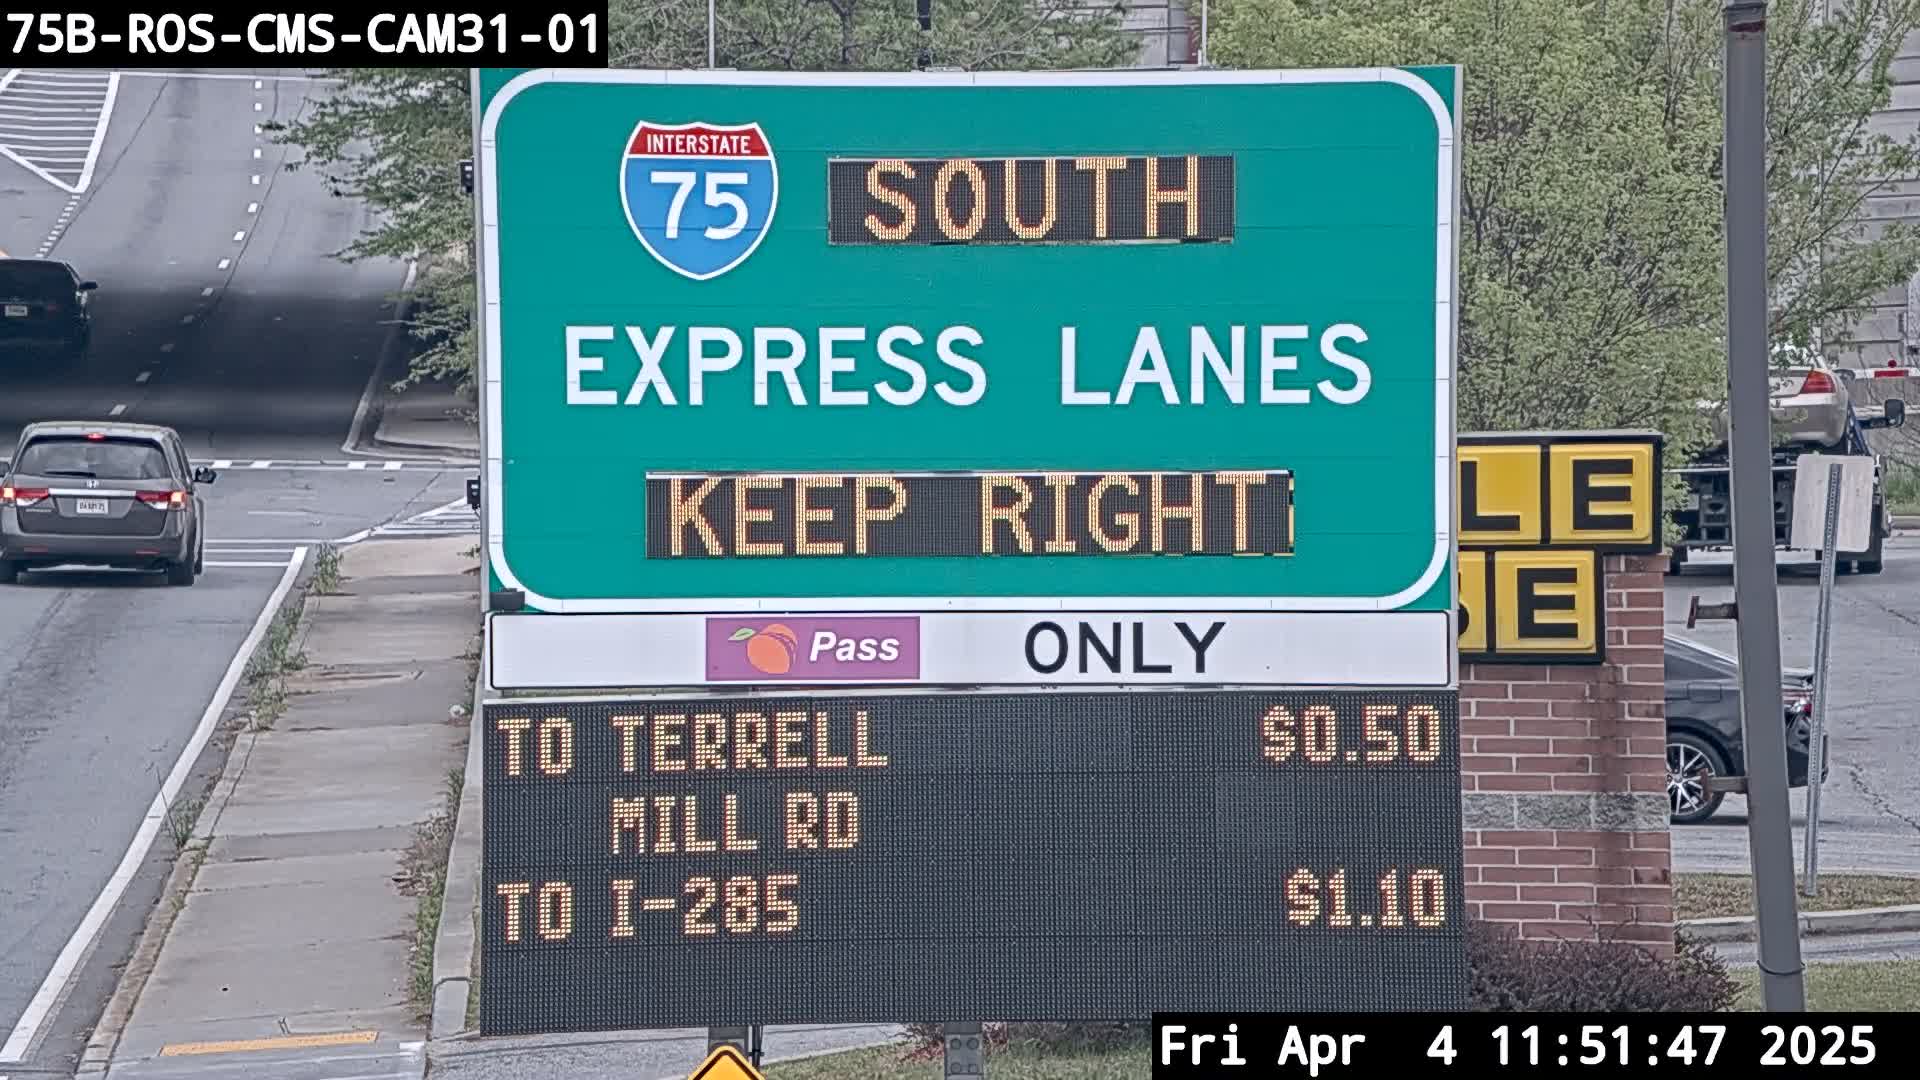 75B-ROS-CMS-CAM31-01
INTERSTATE
75
SOUTH
EXPRESS LANES
KEEP RIGHT
Pass ONLY
TO TERRELL $0.50
MILL RD
TO I-285 $1.10
LE
E
Fri Apr 4 11:51:47 2025